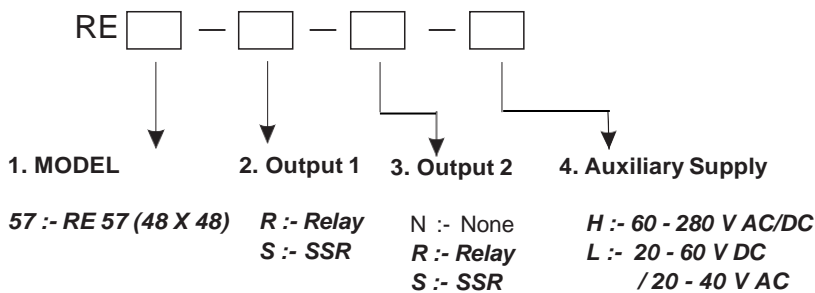 RE — — —
1. MODEL 2. Output 1 3. Output 2 4. Auxiliary Supply
57 :- RE 57 (48 X 48) R :- Relay N :- None H :- 60 - 280 V AC/DC
S :- SSR R :- Relay L :- 20 - 60 V DC
S :- SSR / 20 - 40 V AC